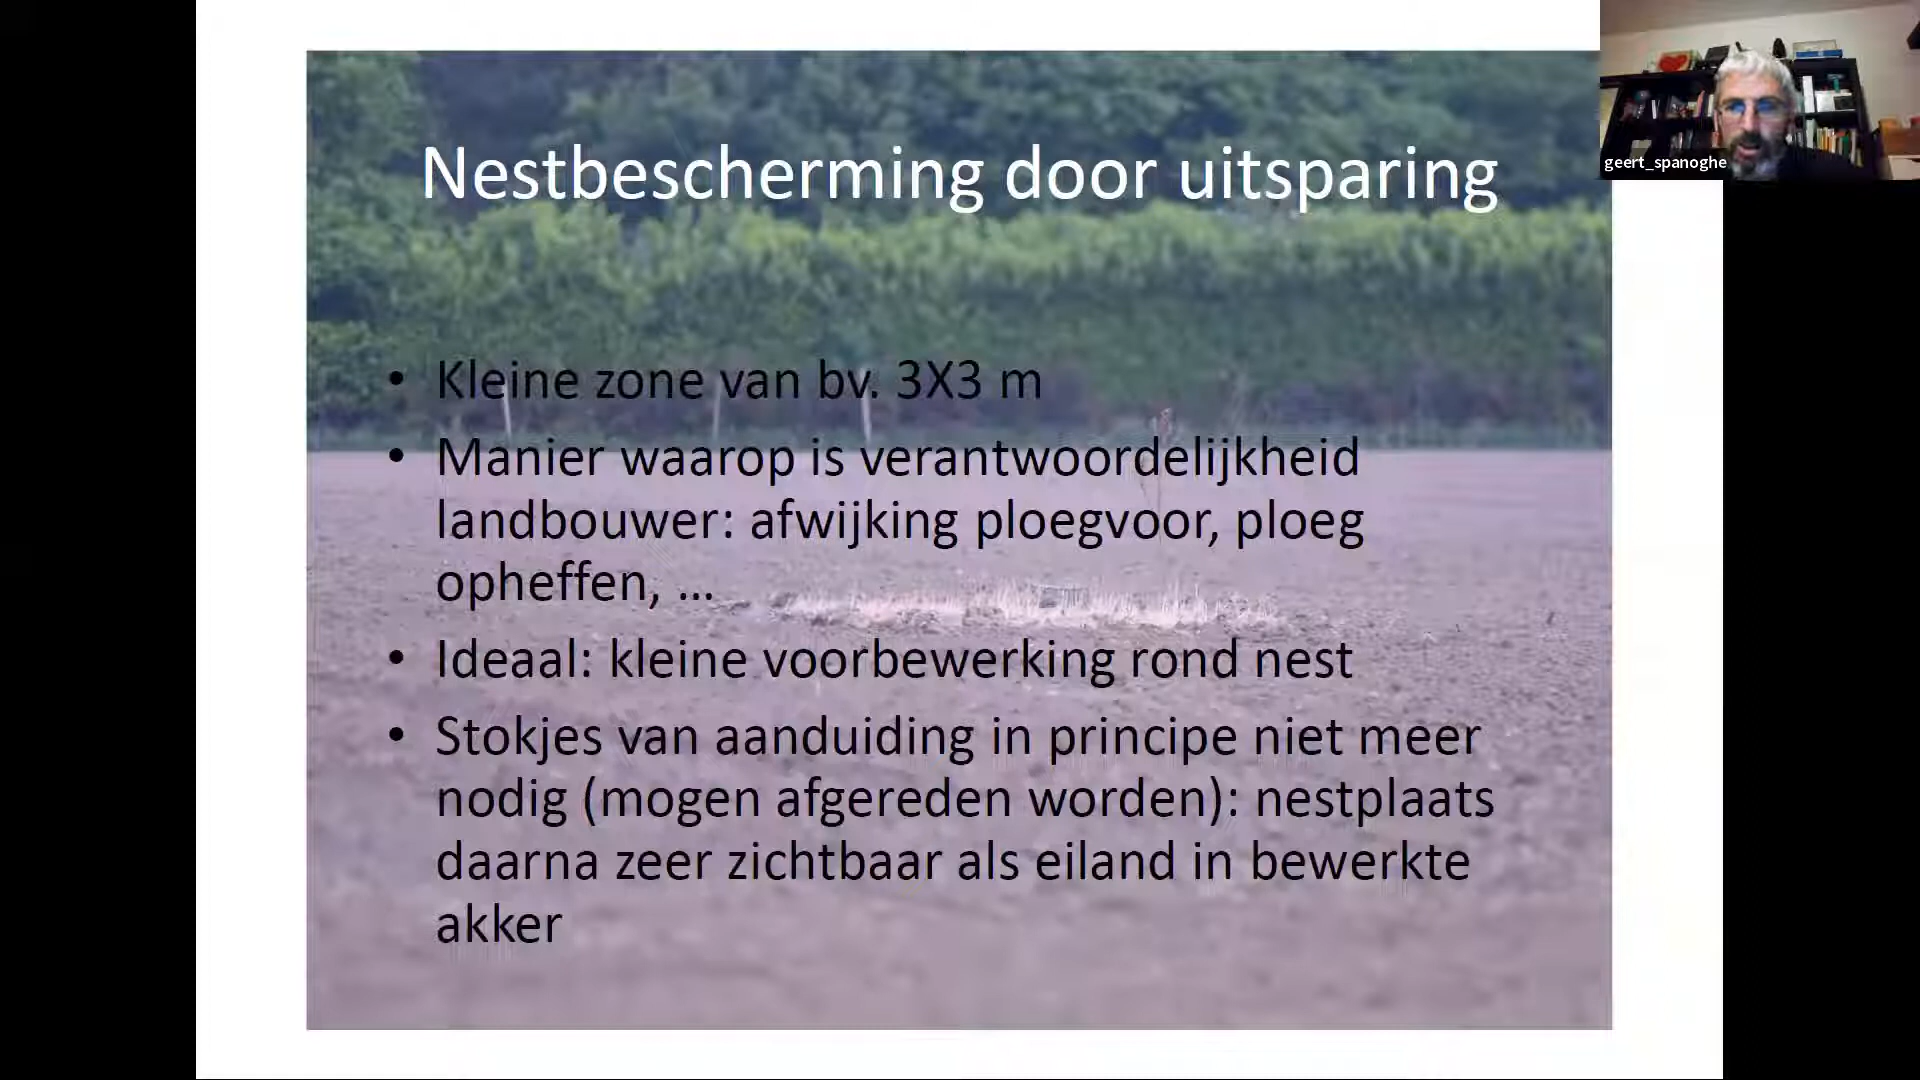 Nestbescherming door uitsparing
geert_spanoghe
• Kleine zone van bv. 3X3 m
• Manier waarop is verantwoordelijkheid
landbouwer: afwijking ploegvoor, ploeg
opheffen, ...
• Ideaal: kleine voorbewerking rond nest
• Stokjes van aanduiding in principe niet meer
nodig (mogen afgereden worden): nestplaats
daarna zeer zichtbaar als eiland in bewerkte
akker